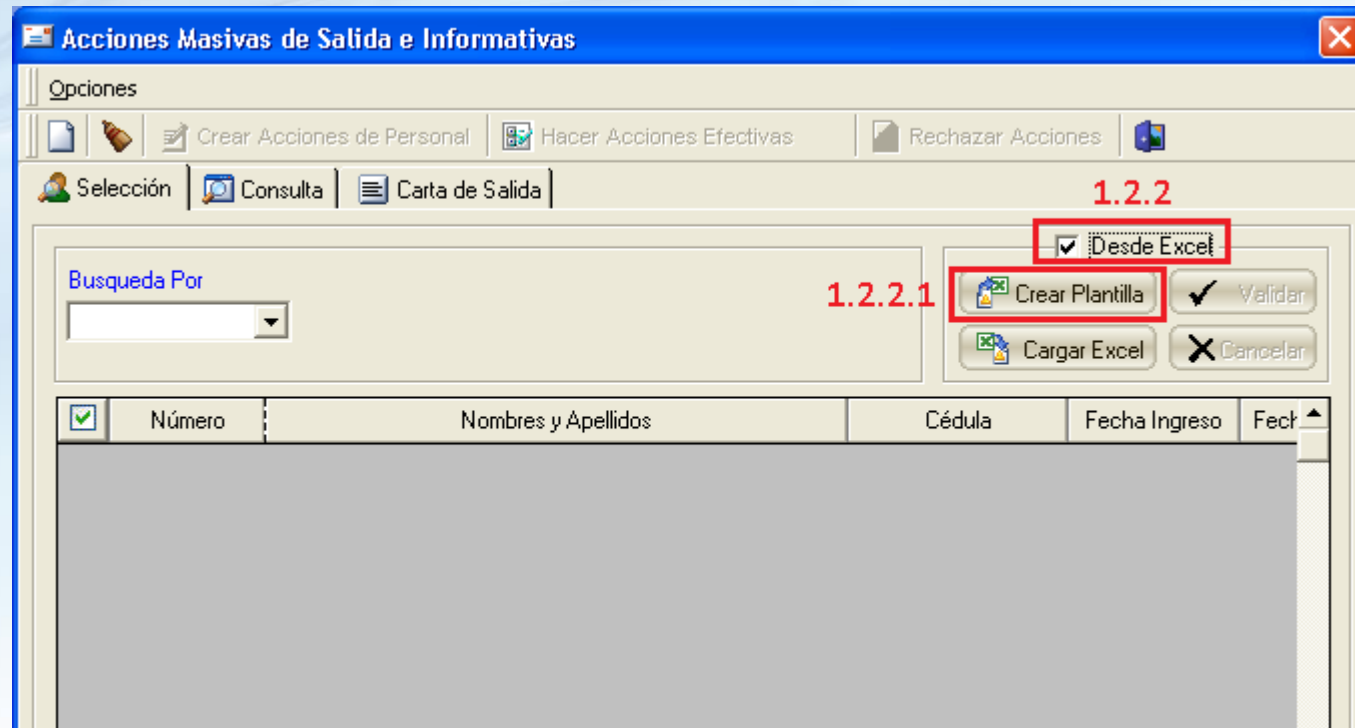 Acciones Masivas de Salida e Informativas
Opciones
Crear Acciones de Personal Hacer Acciones Efectivas Rechazar Acciones
Selección Consulta Carta de Salida
1.2.2
Desde Excel
Busqueda Por
1.2.2.1 Crear Plantilla Validar
Cargar Excel Cancelar
Número Nombres y Apellidos Cédula Fecha Ingreso Fech